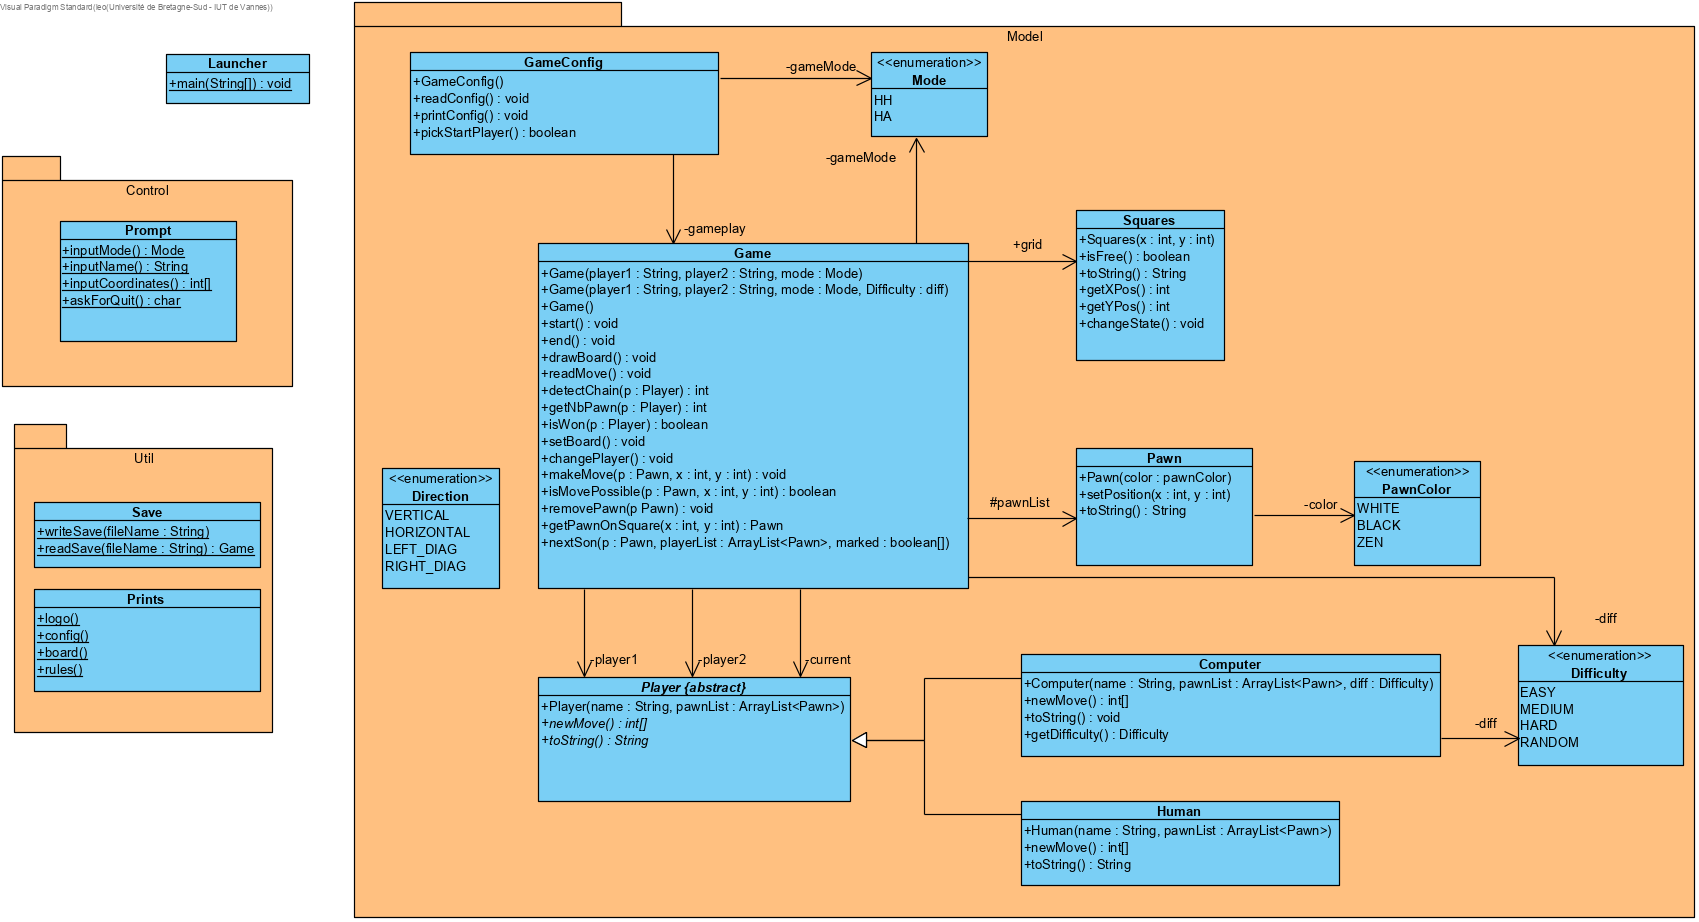 Visual Paradigm Standard(leo(Université de Bretagne-Sud - IUT de Vannes))
Launcher
+main(String[]) : void
Control
Prompt
+inputMode() : Mode
+inputName() : String
+inputCoordinates() : int[]
+askForQuit() : char
Util
Save
+writeSave(fileName : String)
+readSave(fileName : String) : Game
Prints
+logo()
+config()
+board()
+rules()
Model
GameConfig
+GameConfig()
+readConfig() : void
+printConfig() : void
+pickStartPlayer() : boolean
-gameMode
<<enumeration>>
Mode
HH
HA
-gameMode
-gameplay
Game
+Game(player1 : String, player2 : String, mode : Mode)
+Game(player1 : String, player2 : String, mode : Mode, Difficulty : diff)
+Game()
+start() : void
+end() : void
+drawBoard() : void
+readMove() : void
+detectChain(p : Player) : int
+getNbPawn(p : Player) : int
+isWon(p : Player) : boolean
+setBoard() : void
+changePlayer() : void
+makeMove(p : Pawn, x : int, y : int) : void
+isMovePossible(p : Pawn, x : int, y : int) : boolean
+removePawn(p Pawn) : void
+getPawnOnSquare(x : int, y : int) : Pawn
+nextSon(p : Pawn, playerList : ArrayList<Pawn>, marked : boolean[])
+grid
Squares
+Squares(x : int, y : int)
+isFree() : boolean
+toString() : String
+getXPos() : int
+getYPos() : int
+changeState() : void
<<enumeration>>
Direction
VERTICAL
HORIZONTAL
LEFT_DIAG
RIGHT_DIAG
#pawnList
Pawn
+Pawn(color : pawnColor)
+setPosition(x : int, y : int)
+toString() : String
-color
<<enumeration>>
PawnColor
WHITE
BLACK
ZEN
-player1
-player2
-current
Player {abstract}
+Player(name : String, pawnList : ArrayList<Pawn>)
+newMove() : int[]
+toString() : String
Computer
+Computer(name : String, pawnList : ArrayList<Pawn>, diff : Difficulty)
+newMove() : int[]
+toString() : void
+getDifficulty() : Difficulty
-diff
-diff
<<enumeration>>
Difficulty
EASY
MEDIUM
HARD
RANDOM
Human
+Human(name : String, pawnList : ArrayList<Pawn>)
+newMove() : int[]
+toString() : String